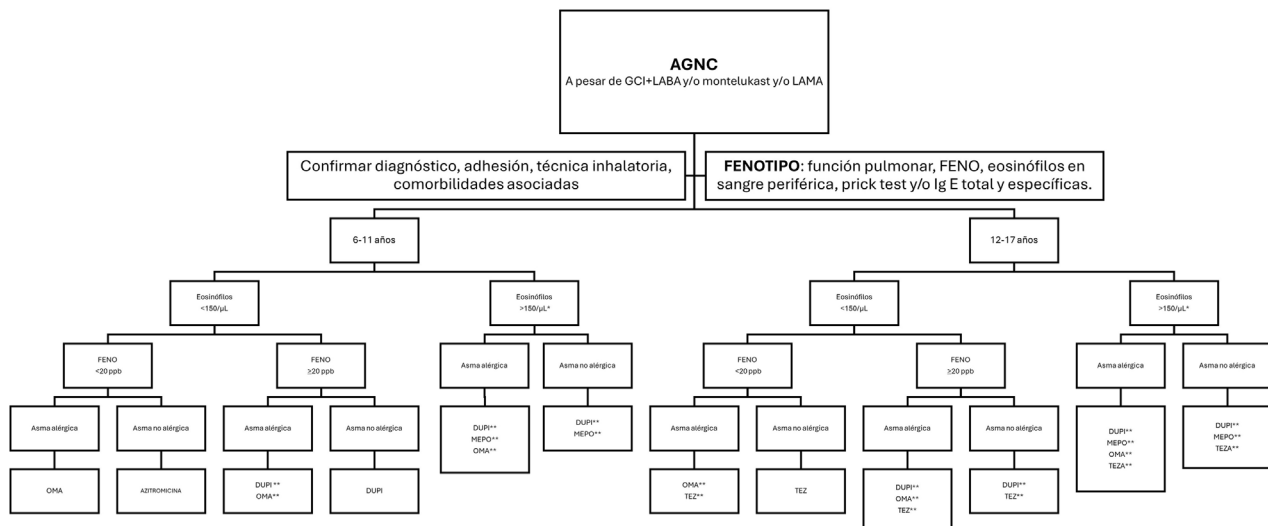 AGNC
A pesar de GCI+LABA y/o montelukast y/o LAMA
Confirmar diagnóstico, adhesión, técnica inhalatoria,
comorbilidades asociadas
FENOTIPO: función pulmonar, FENO, eosinófilos en
sangre periférica, prick test y/o Ig E total y específicas.
6-11 años
12-17 años
Eosinófilos
<150/µL
Eosinófilos
>150/µL*
Eosinófilos
<150/µL
Eosinófilos
>150/µL*
FENO
<20 ppb
FENO
≥20 ppb
Asma alérgica
Asma no alérgica
FENO
<20 ppb
FENO
≥20 ppb
Asma alérgica
Asma no alérgica
Asma alérgica
Asma no alérgica
Asma alérgica
Asma no alérgica
DUPI**
MEPO**
OMA**
DUPI**
MEPO**
Asma alérgica
Asma no alérgica
Asma alérgica
Asma no alérgica
DUPI**
MEPO**
OMA**
TEZA**
DUPI**
MEPO**
TEZA**
OMA
AZITROMICINA
DUPI**
OMA**
DUPI
OMA**
TEZ**
TEZ
DUPI**
OMA**
TEZ**
DUPI**
TEZ**